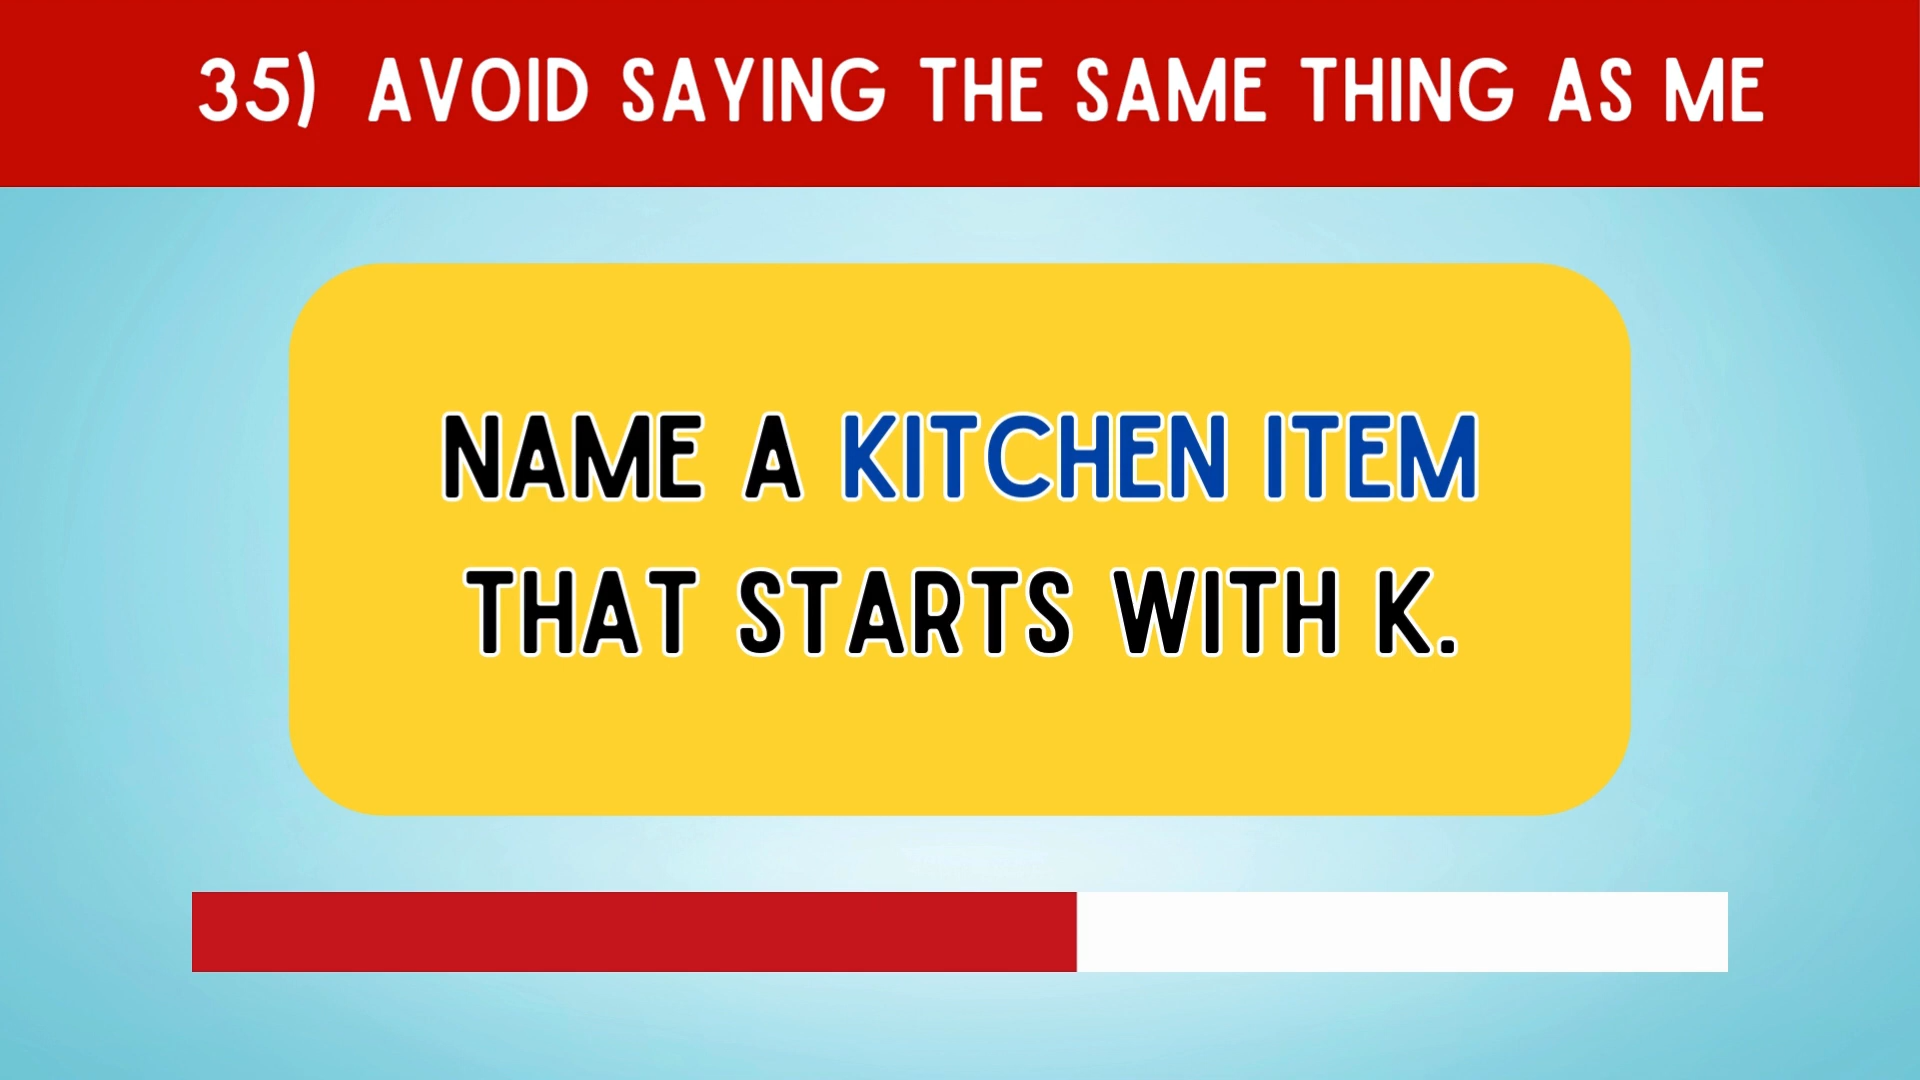 35) AVOID SAYING THE SAME THING AS ME
NAME A KITCHEN ITEM
THAT STARTS WITH K.